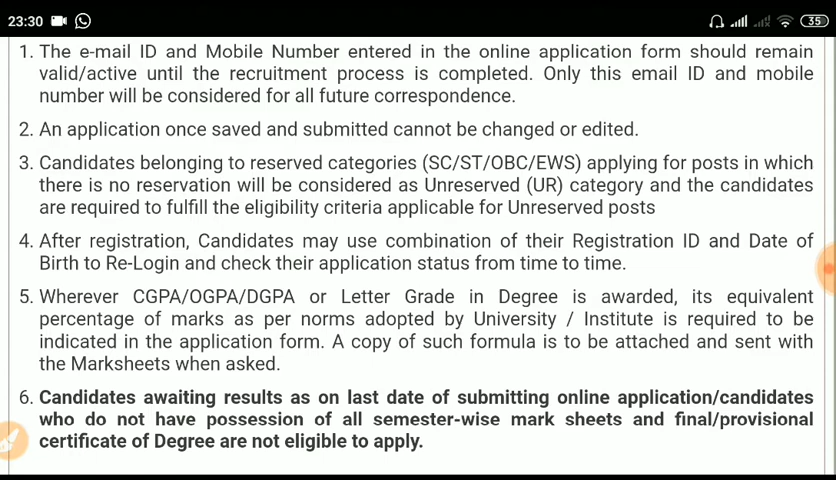 23:30
35
1. The e-mail ID and Mobile Number entered in the online application form should remain
valid/active until the recruitment process is completed. Only this email ID and mobile
number will be considered for all future correspondence.
2. An application once saved and submitted cannot be changed or edited.
3. Candidates belonging to reserved categories (SC/ST/OBC/EWS) applying for posts in which
there is no reservation will be considered as Unreserved (UR) category and the candidates
are required to fulfill the eligibility criteria applicable for Unreserved posts
4. After registration, Candidates may use combination of their Registration ID and Date of
Birth to Re-Login and check their application status from time to time.
5. Wherever CGPA/OGPA/DGPA or Letter Grade in Degree is awarded, its equivalent
percentage of marks as per norms adopted by University / Institute is required to be
indicated in the application form. A copy of such formula is to be attached and sent with
the Marksheets when asked.
6. Candidates awaiting results as on last date of submitting online application/candidates
who do not have possession of all semester-wise mark sheets and final/provisional
certificate of Degree are not eligible to apply.